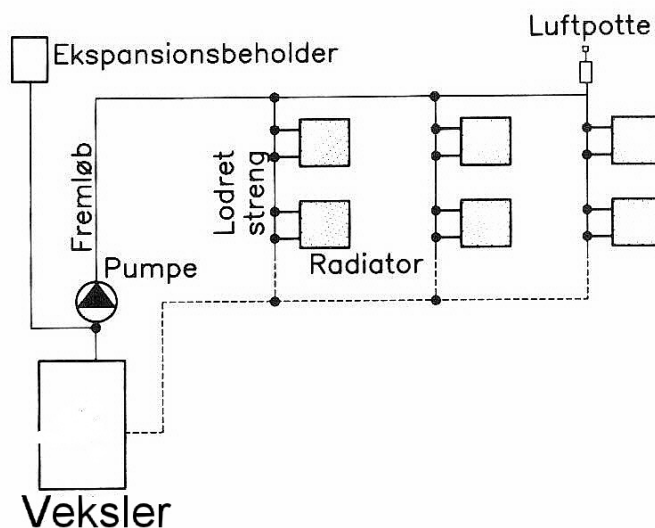 Luftpotte
Ekspansionsbeholder
Fremløb
Lodret
streng
Pumpe
Radiator
Veksler